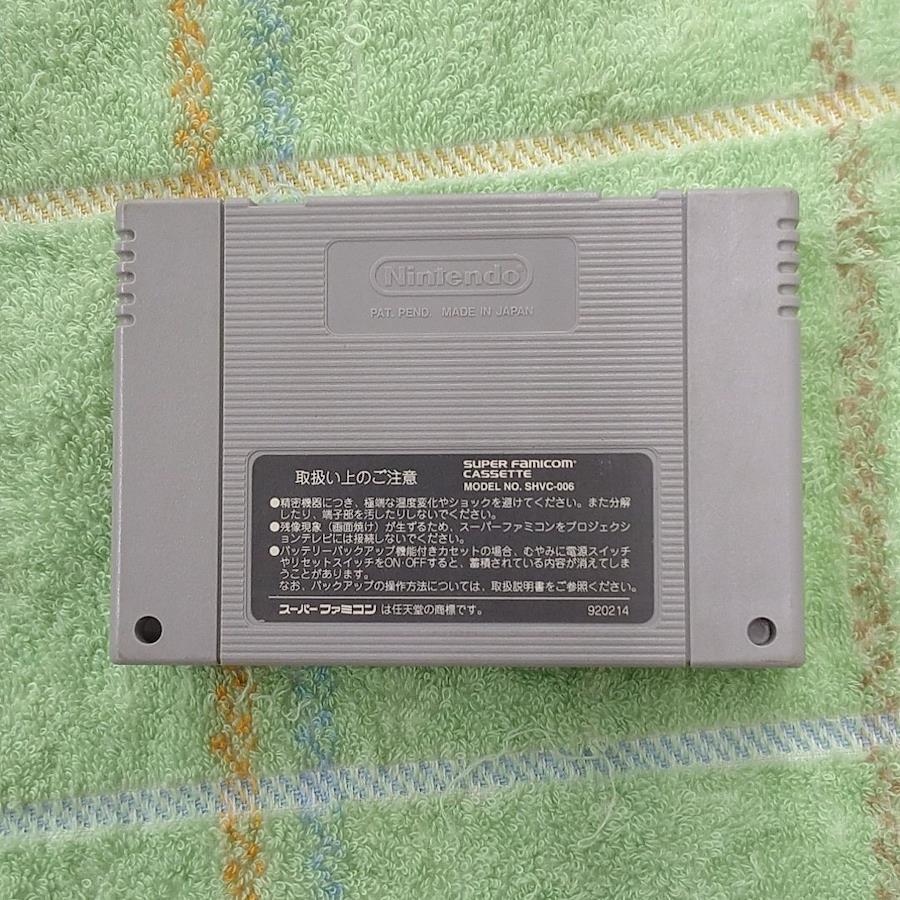 Nintendo®
PAT. PEND. MADE IN JAPAN
取扱い上のご注意
SUPER FAMICOM™
CASSETTE
MODEL NO. SHVC-006
●精密機器につき、極端な温度変化やショックを避けてください。また分解
したり、端子部を汚したりしないでください。
●残像現象（画面焼け）が生ずるため、スーパーファミコンをプロジェクシ
ョンテレビには接続しないでください。
●バッテリーバックアップ機能付きカセットの場合、むやみに電源スイッチ
やリセットスイッチをON・OFFすると、蓄積されている内容が消えてしま
うことがあります。
なお、バックアップの操作方法については、取扱説明書をご参照ください。
スーパーファミコン は任天堂の商標です。
920214